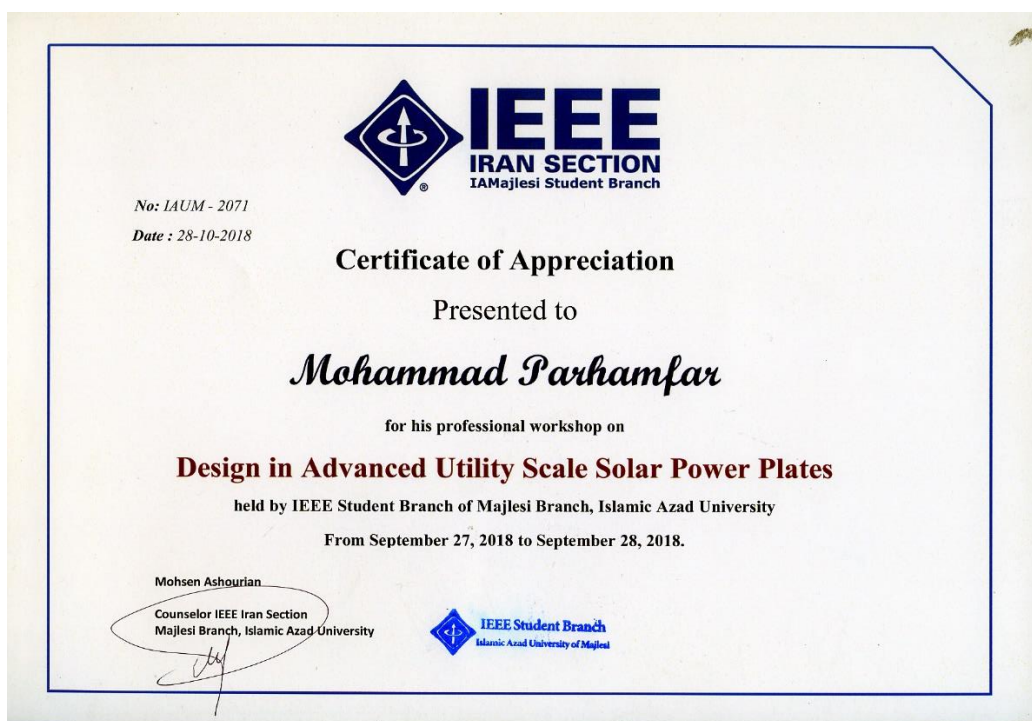 IEEE
IRAN SECTION
IAMajlesi Student Branch
®
No: IAUM - 2071
Date : 28-10-2018
Certificate of Appreciation
Presented to
Mohammad Parhamfar
for his professional workshop on
Design in Advanced Utility Scale Solar Power Plates
held by IEEE Student Branch of Majlesi Branch, Islamic Azad University
From September 27, 2018 to September 28, 2018.
Mohsen Ashourian
Counselor IEEE Iran Section
Majlesi Branch, Islamic Azad University
IEEE Student Branch
Islamic Azad University of Majlesi